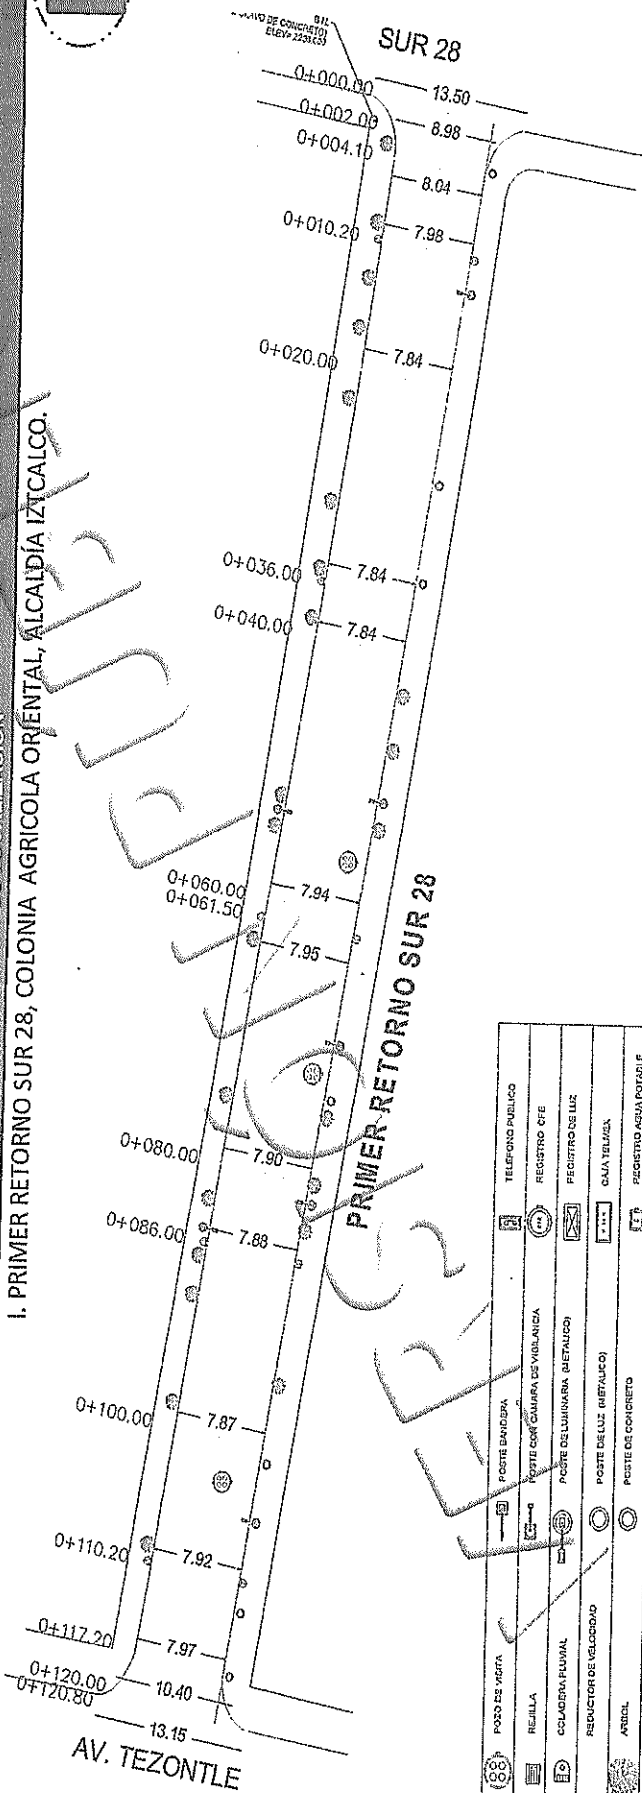 SUR 28
0+000.00
13.50
0+002.00
8.98
0+004.10
8.04
0+010.20
7.98
0+020.00
7.84
0+036.00
7.84
0+040.00
7.84
0+060.00
7.94
0+061.50
7.95
0+080.00
7.90
0+086.00
7.88
0+100.00
7.87
0+110.20
7.92
0+117.20
7.97
0+120.00
10.40
0+120.80
13.15
AV. TEZONTLE
PRIMER RETORNO SUR 28
I. PRIMER RETORNO SUR 28, COLONIA AGRICOLA ORIENTAL, ALCALDÍA IZTCALCO.
POZO DE VISITA
POSTE BANDERA
TELEFONO PUBLICO
REJILLA
POSTE CON CAMARA DE VIGILANCIA
REGISTRO CFE
COLADERA PLUVIAL
POSTE DE LUMINARIA (METALICO)
REGISTRO DE LUZ
REDUCTOR DE VELOCIDAD
POSTE DE LUZ (METALICO)
CAJA TELMEX
ARBOL
POSTE DE CONCRETO
REGISTRO AGUA POTABLE